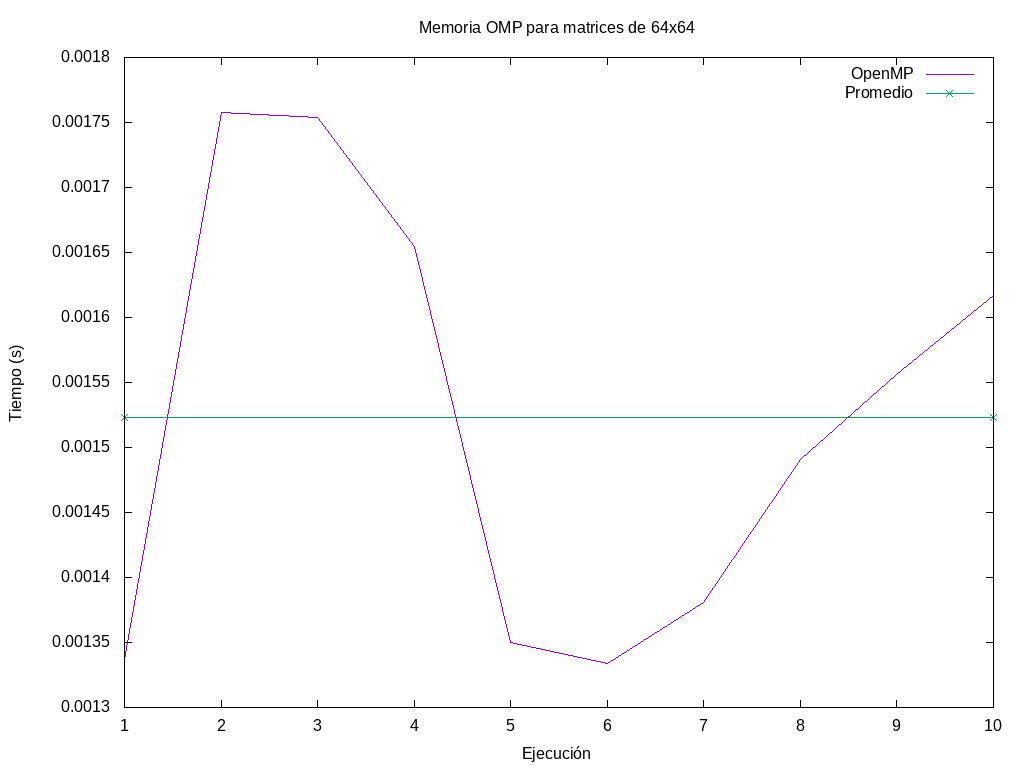 Memoria OMP para matrices de 64x64
OpenMP
Promedio
0.0018
0.00175
0.0017
0.00165
0.0016
0.00155
0.0015
0.00145
0.0014
0.00135
0.0013
Tiempo (s)
1 2 3 4 5 6 7 8 9 10
Ejecución